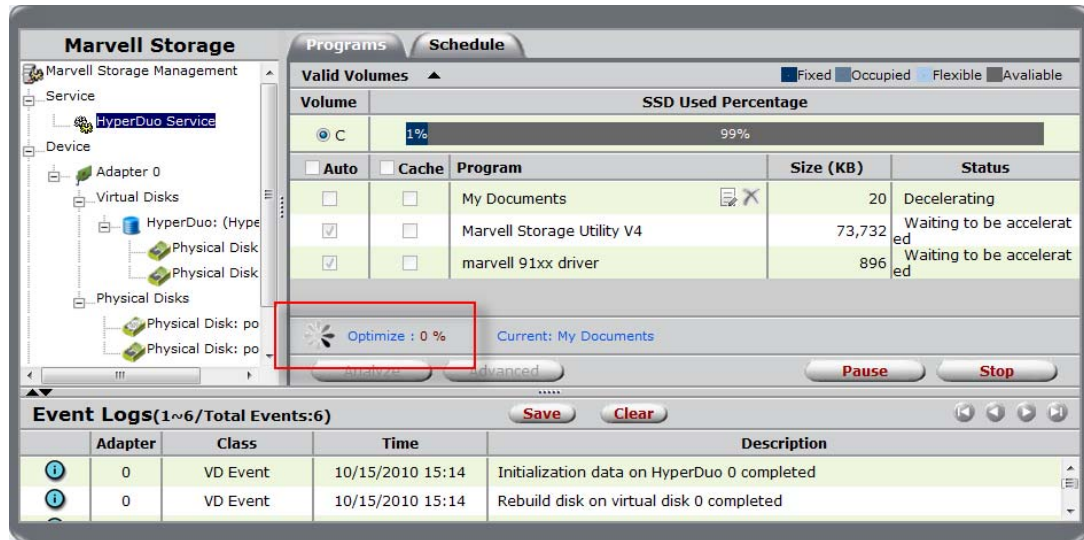 Marvell Storage
Programs
Schedule
Marvell Storage Management
Service
HyperDuo Service
Device
Adapter 0
Virtual Disks
HyperDuo: (Hype
Physical Disk
Physical Disk
Physical Disks
Physical Disk: po
Physical Disk: po
Valid Volumes
Fixed Occupied Flexible Avaliable
Volume SSD Used Percentage
C 1% 99%
Auto Cache Program Size (KB) Status
My Documents 20 Decelerating
Marvell Storage Utility V4 73,732 Waiting to be accelerat
ed
marvell 91xx driver 896 Waiting to be accelerat
ed
Optimize : 0 % Current: My Documents
Analyze Advanced Pause Stop
Event Logs(1~6/Total Events:6) Save Clear
Adapter Class Time Description
0 VD Event 10/15/2010 15:14 Initialization data on HyperDuo 0 completed
0 VD Event 10/15/2010 15:14 Rebuild disk on virtual disk 0 completed